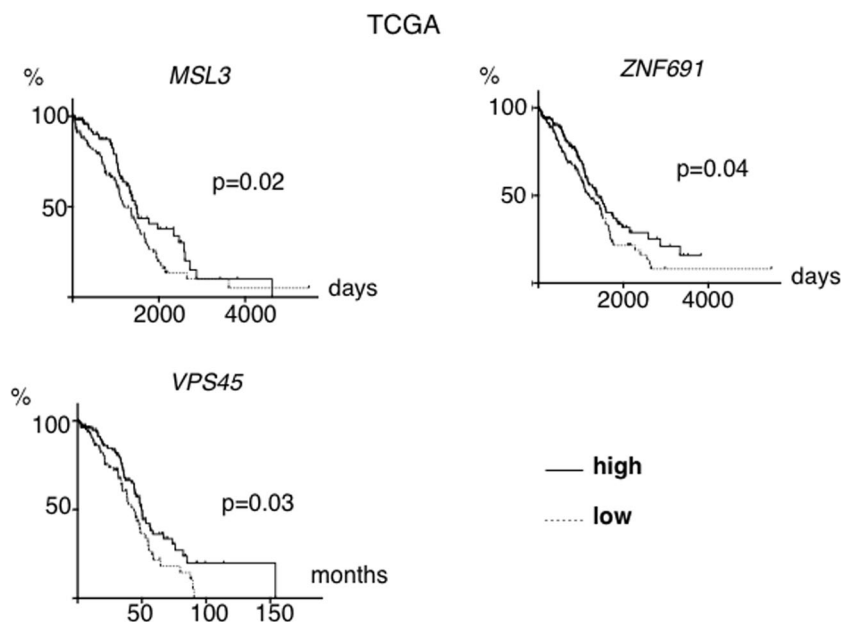 TCGA
MSL3
%
100
50
p=0.02
days
2000 4000
ZNF691
%
100
50
p=0.04
days
2000 4000
VPS45
%
100
50
p=0.03
months
50 100 150
high
low